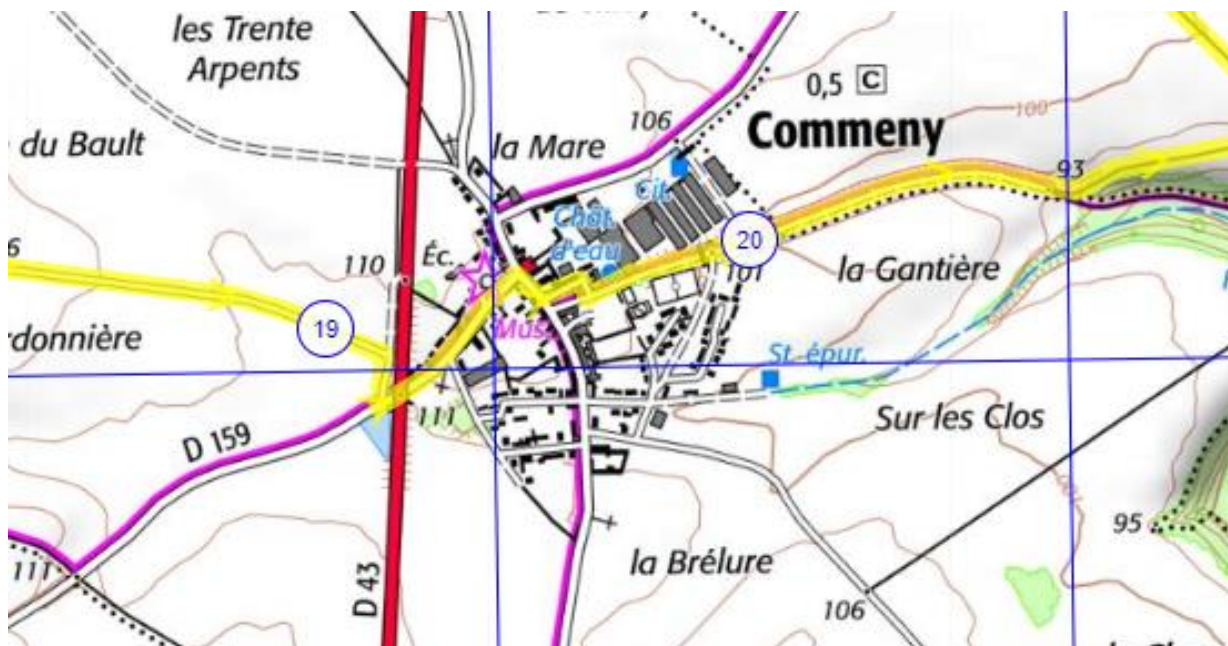 les Trente
Arpents
0,5 C
106
Commeny
100
du Bault
la Mare
93
Cit.
Chât.
d'eau
20
6
110
Éc.
101
la Gantière
19
rdonnière
Mus.
St. épur.
111
D 159
Sur les Clos
95
111
la Brélure
D 43
106